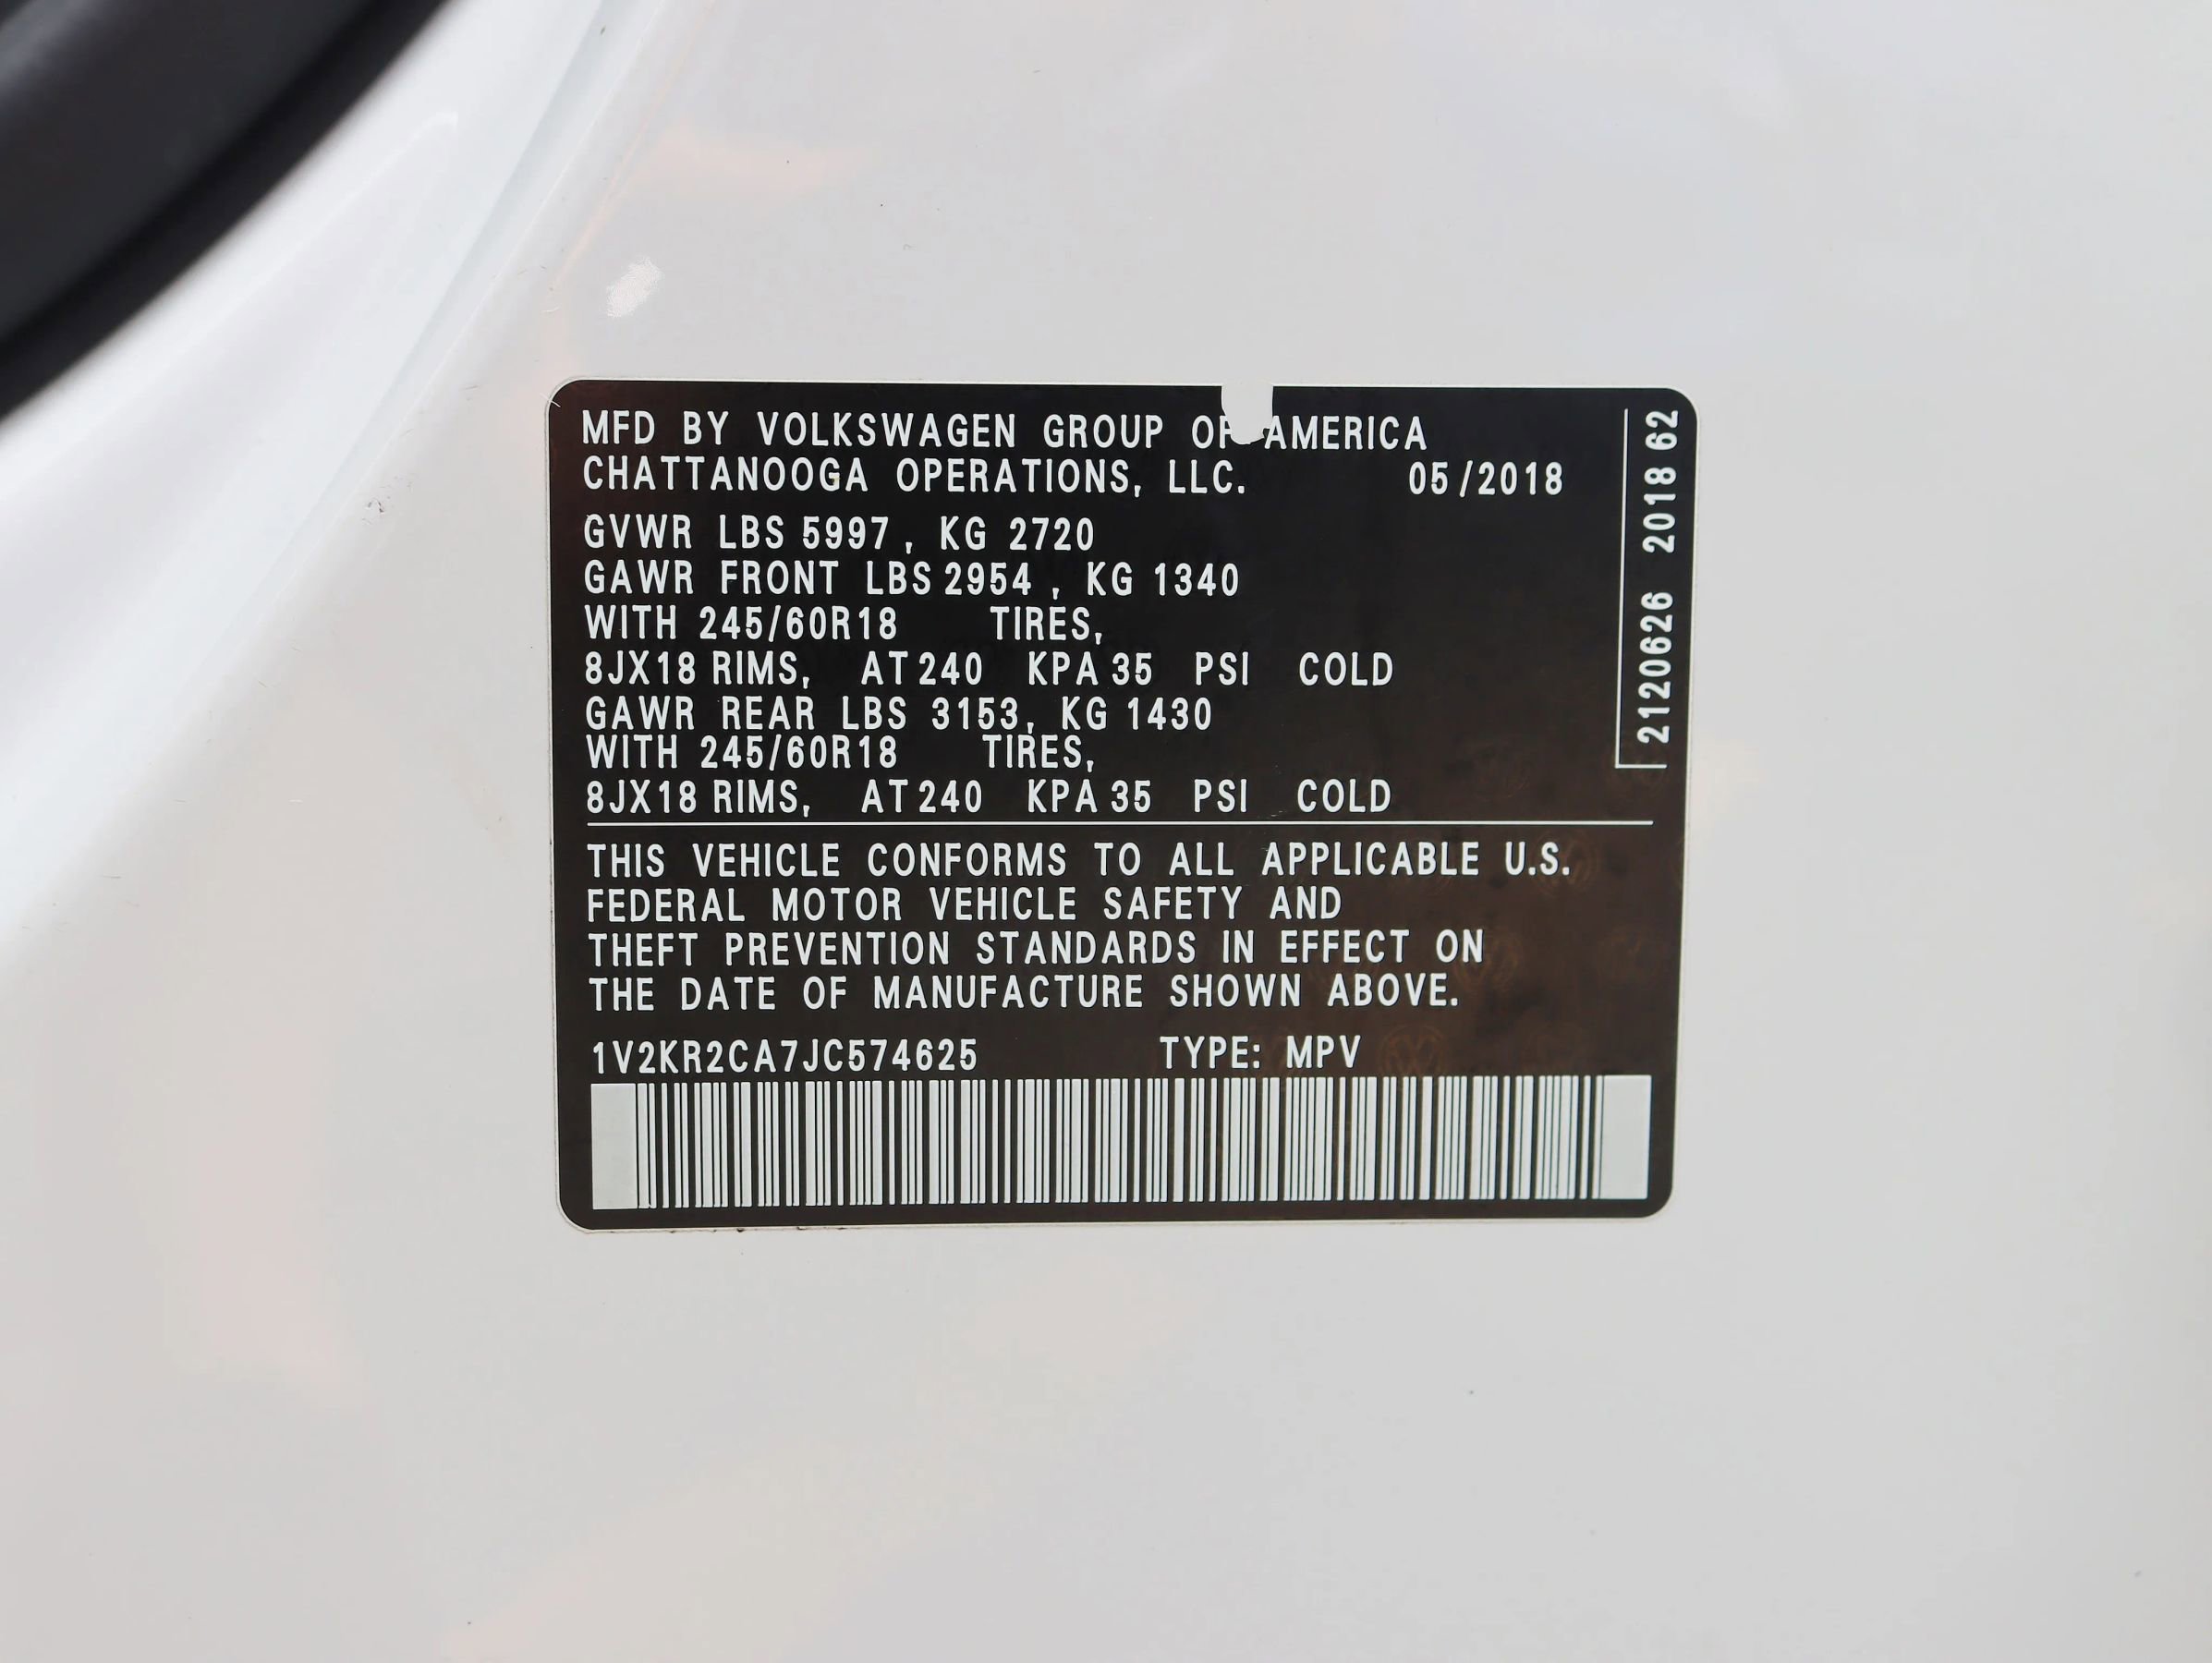 MFD BY VOLKSWAGEN GROUP OF AMERICA
CHATTANOOGA OPERATIONS, LLC. 05/2018
GVWR LBS 5997, KG 2720
GAWR FRONT LBS 2954, KG 1340
WITH 245/60R18 TIRES,
8JX18 RIMS, AT 240 KPA 35 PSI COLD
GAWR REAR LBS 3153, KG 1430
WITH 245/60R18 TIRES,
8JX18 RIMS, AT 240 KPA 35 PSI COLD
THIS VEHICLE CONFORMS TO ALL APPLICABLE U.S.
FEDERAL MOTOR VEHICLE SAFETY AND
THEFT PREVENTION STANDARDS IN EFFECT ON
THE DATE OF MANUFACTURE SHOWN ABOVE.
1V2KR2CA7JC574625 TYPE: MPV
2120626 2018 62